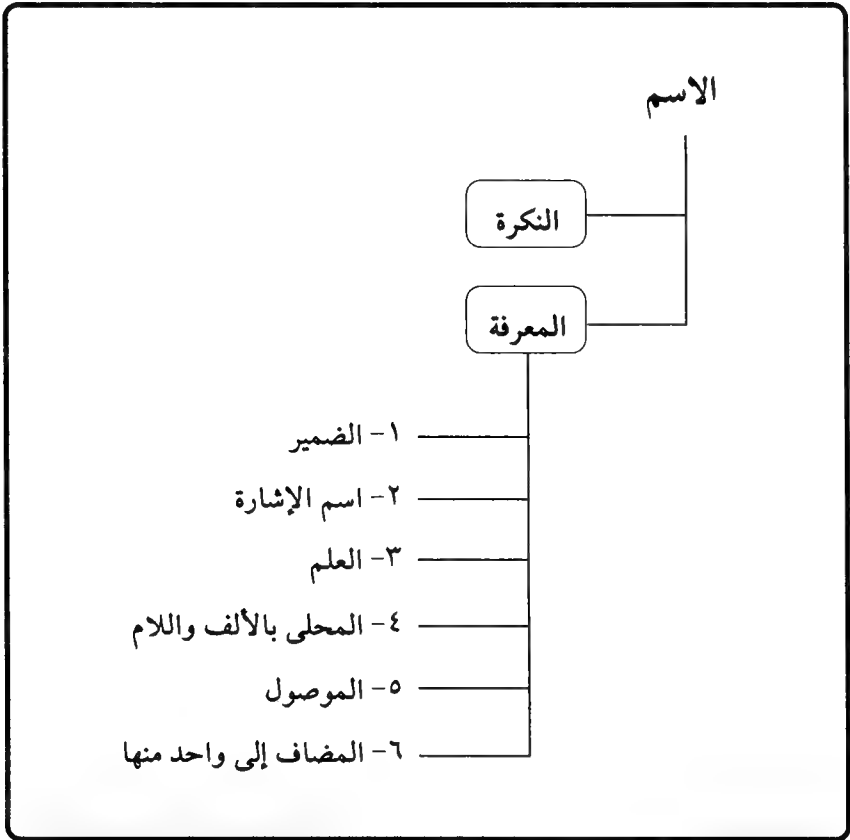 الاسم
النكرة
المعرفة
١- الضمير
٢- اسم الإشارة
٣- العلم
٤- المحلى بالألف واللام
٥- الموصول
٦- المضاف إلى واحد منها